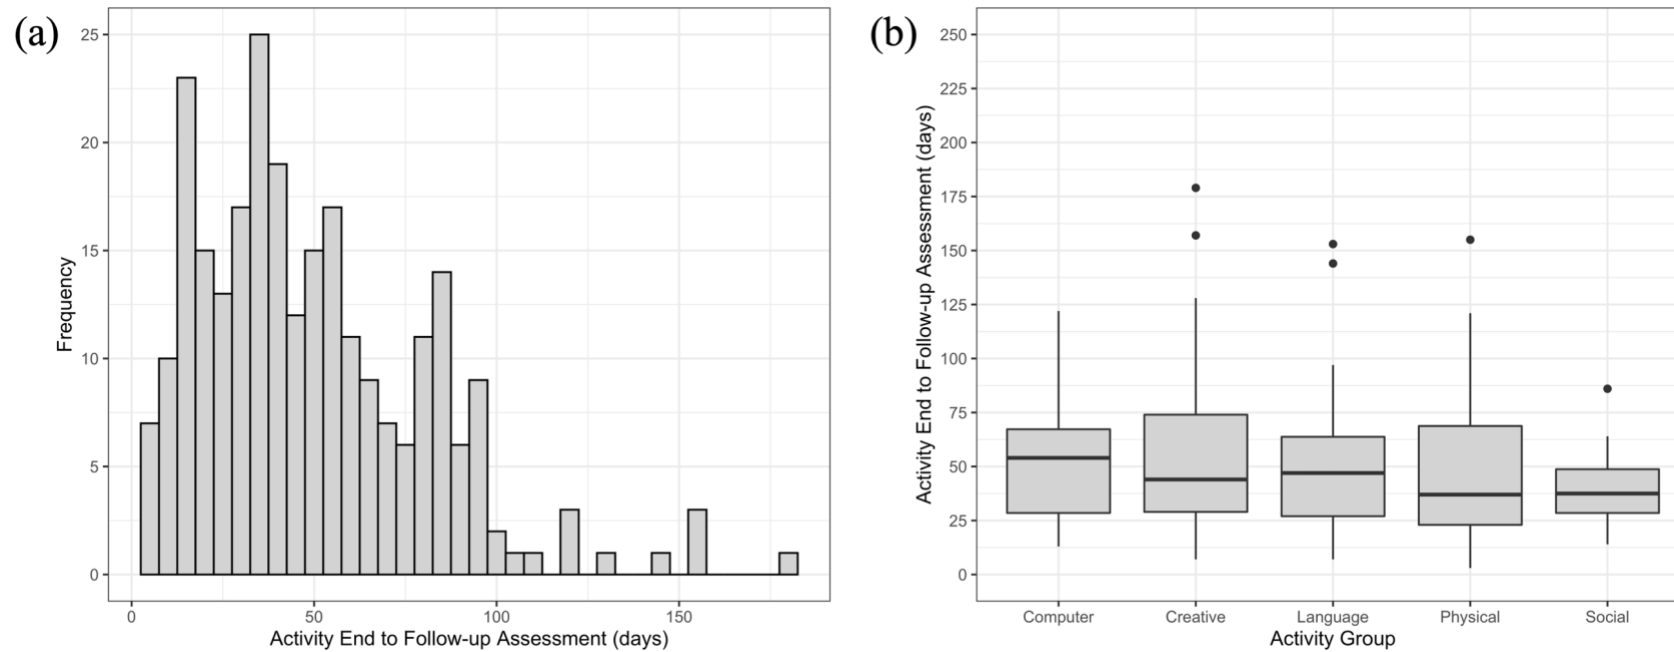 (a)
25
20
15
10
5
0
Frequency
0 50 100 150
Activity End to Follow-up Assessment (days)
(b)
250
225
200
175
150
125
100
75
50
25
0
Activity End to Follow-up Assessment (days)
Computer Creative Language Physical Social
Activity Group